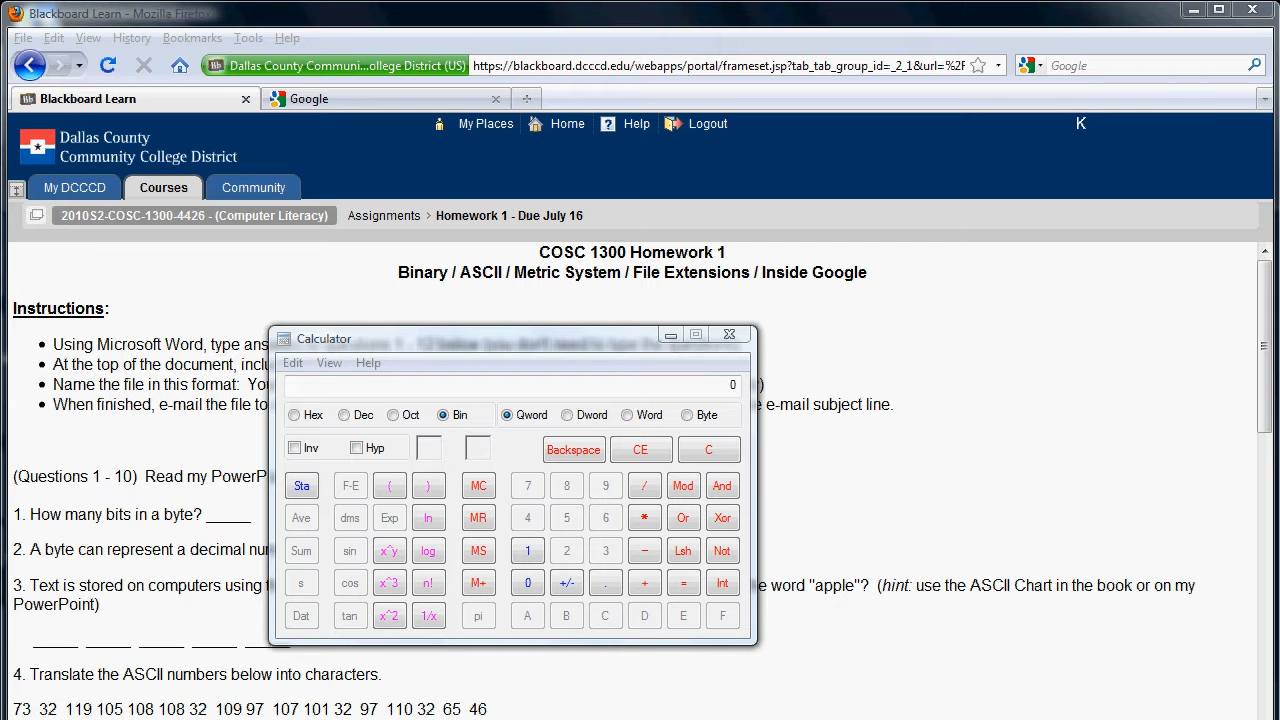 Blackboard Learn - Mozilla Firefox
File Edit View History Bookmarks Tools Help
Dallas County Communi...ollege District (US) https://blackboard.dcccd.edu/webapps/portal/frameset.jsp?tab_tab_group_id=_2_1&url=%2F Google
Blackboard Learn Google
My Places Home Help Logout K
Dallas County
Community College District
My DCCCD Courses Community
2010S2-COSC-1300-4426 - (Computer Literacy) Assignments > Homework 1 - Due July 16
COSC 1300 Homework 1
Binary / ASCII / Metric System / File Extensions / Inside Google
Instructions:
Using Microsoft Word, type
At the top of the document,
Name the file in this format:
When finished, e-mail the file to e-mail subject line.
Calculator
Edit View Help
0
Hex Dec Oct Bin Qword Dword Word Byte
Inv Hyp Backspace CE C
Sta F-E ( ) MC 7 8 9 / Mod And
Ave dms Exp ln MR 4 5 6 * Or Xor
Sum sin x^y log MS 1 2 3 - Lsh Not
s cos x^3 n! M+ 0 +/- . + = Int
Dat tan x^2 1/x pi A B C D E F
(Questions 1 - 10) Read my
1. How many bits in a byte? _____
2. A byte can represent a decimal
3. Text is stored on computers using the word "apple"? (hint: use the ASCII Chart in the book or on my
PowerPoint)
_____ _____ _____ _____ _____
4. Translate the ASCII numbers below into characters.
73 32 119 105 108 108 32 109 97 107 101 32 97 110 32 65 46